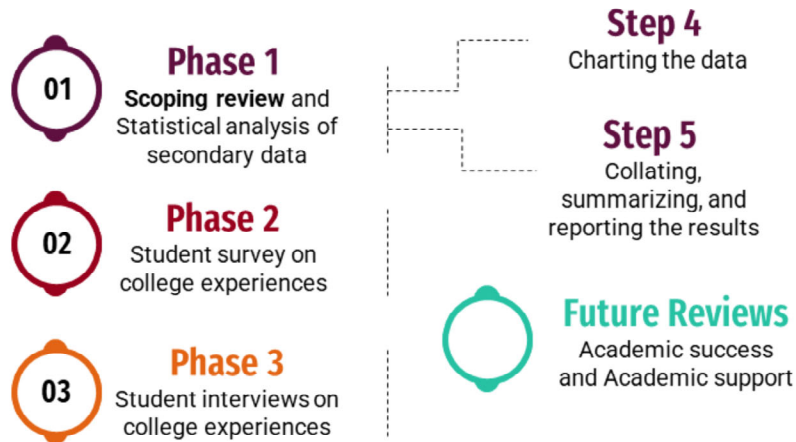 01
Phase 1
Scoping review and
Statistical analysis of
secondary data
02
Phase 2
Student survey on
college experiences
03
Phase 3
Student interviews on
college experiences
Step 4
Charting the data
Step 5
Collating,
summarizing, and
reporting the results
Future Reviews
Academic success
and Academic support